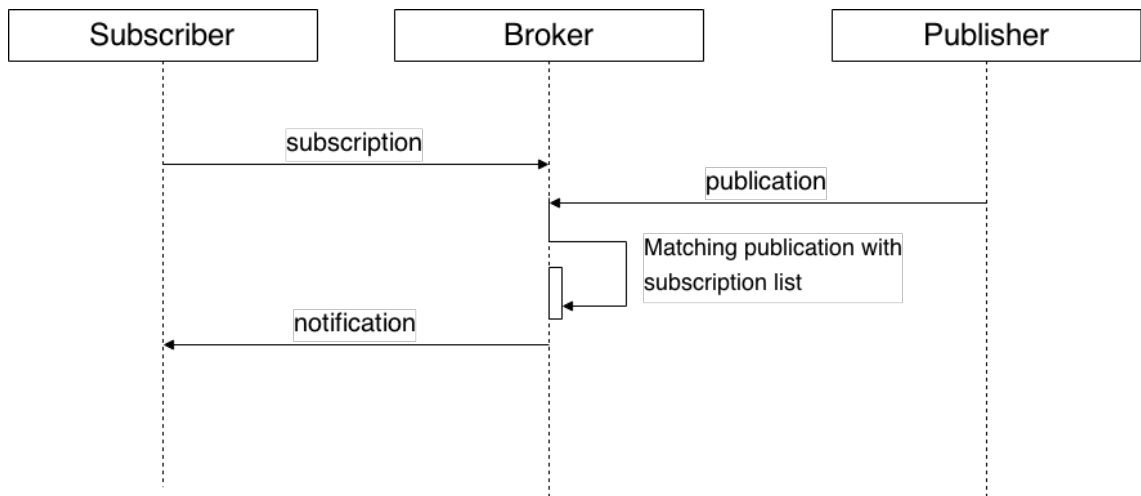 Subscriber
Broker
Publisher
subscription
publication
Matching publication with
subscription list
notification